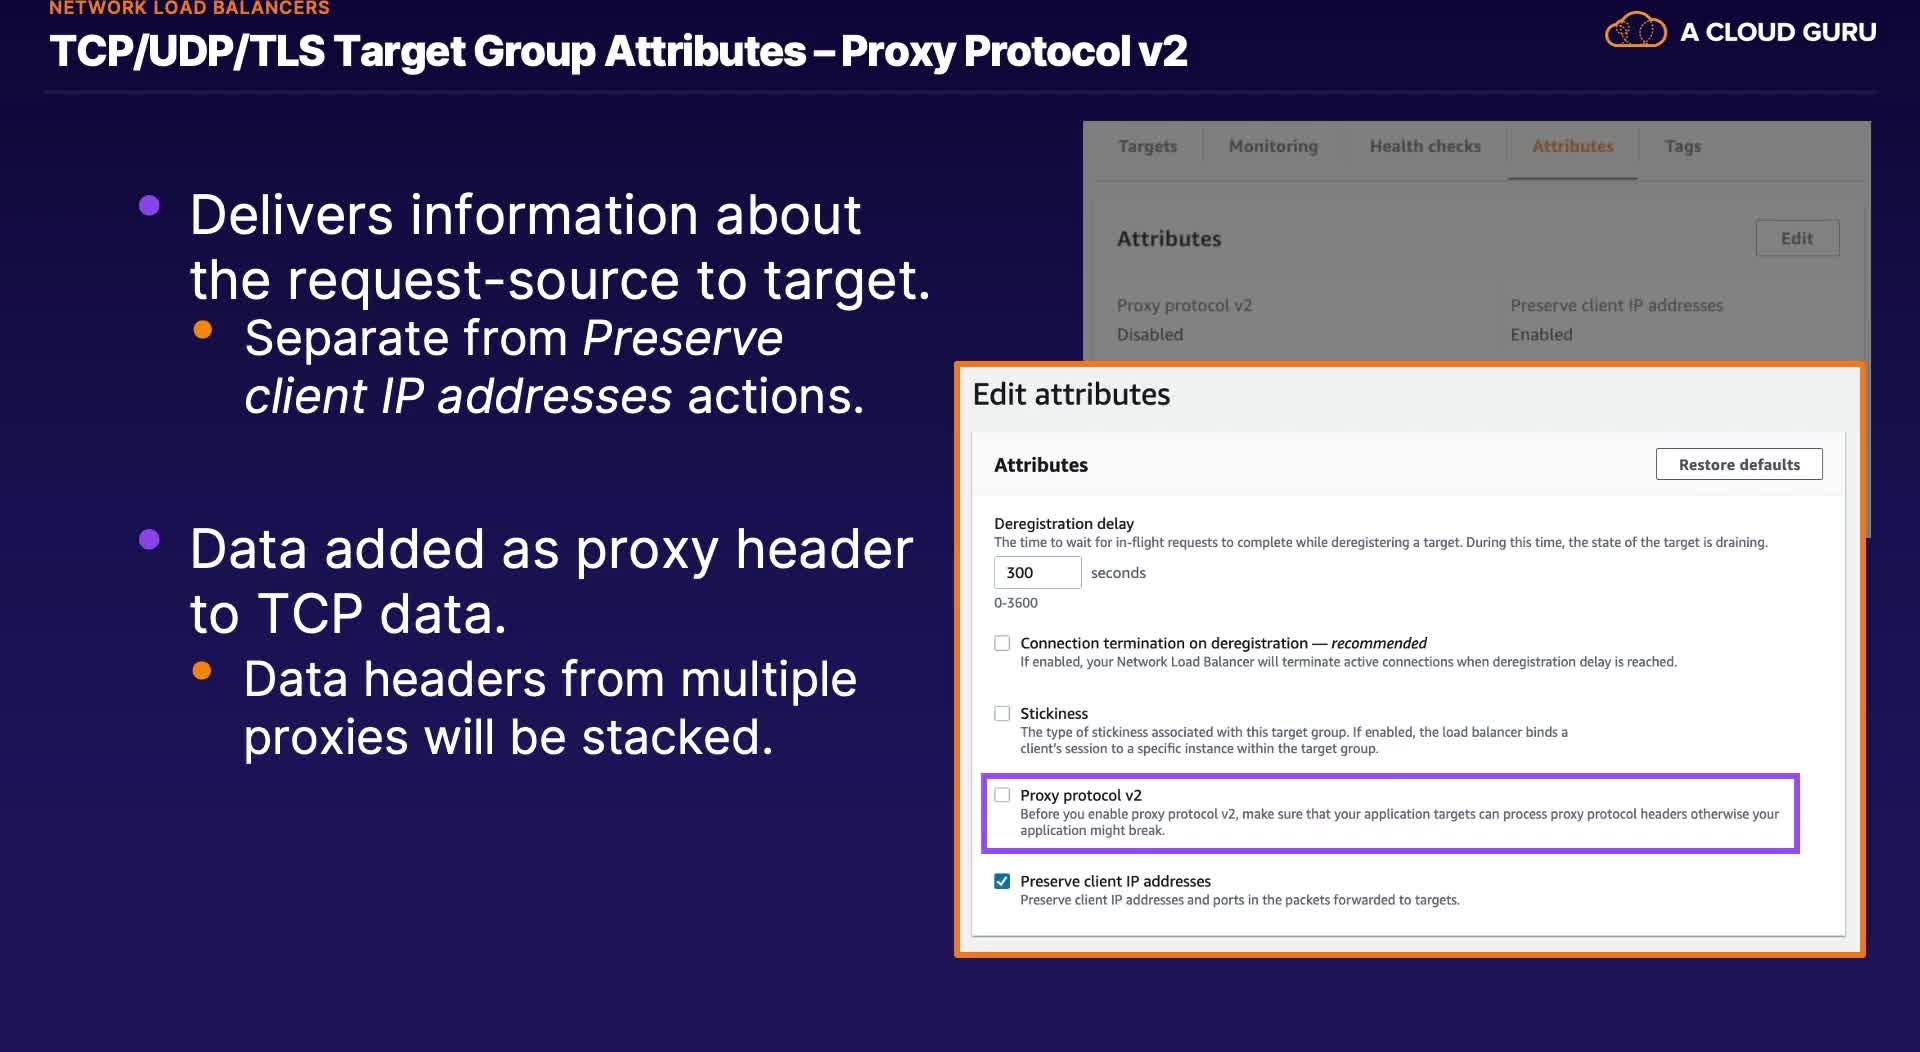 NETWORK LOAD BALANCERS
TCP/UDP/TLS Target Group Attributes – Proxy Protocol v2
A CLOUD GURU
Delivers information about
the request-source to target.
Separate from Preserve
client IP addresses actions.
Data added as proxy header
to TCP data.
Data headers from multiple
proxies will be stacked.
Targets Monitoring Health checks Attributes Tags
Attributes Edit
Proxy protocol v2 Preserve client IP addresses
Disabled Enabled
Edit attributes
Attributes Restore defaults
Deregistration delay
The time to wait for in-flight requests to complete while deregistering a target. During this time, the state of the target is draining.
300 seconds
0-3600
Connection termination on deregistration — recommended
If enabled, your Network Load Balancer will terminate active connections when deregistration delay is reached.
Stickiness
The type of stickiness associated with this target group. If enabled, the load balancer binds a
client's session to a specific instance within the target group.
Proxy protocol v2
Before you enable proxy protocol v2, make sure that your application targets can process proxy protocol headers otherwise your
application might break.
Preserve client IP addresses
Preserve client IP addresses and ports in the packets forwarded to targets.